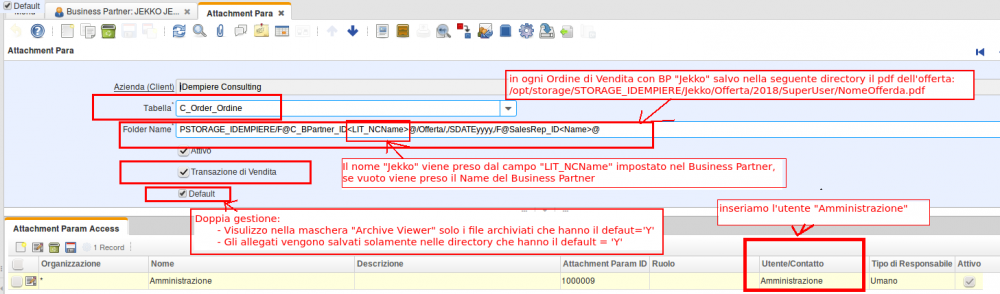 Default
Menu
Business Partner: JEKKO JE...
Attachment Para
Attachment Para
in ogni Ordine di Vendita con BP "Jekko" salvo nella seguente directory il pdf dell'offerta:
/opt/storage/STORAGE_IDEMPIERE/Jekko/Offerta/2018/SuperUser/NomeOfferda.pdf
Azienda (Client)
iDempiere Consulting
Tabella
C_Order_Ordine
Folder Name
PSTORAGE_IDEMPIERE/F@C_BPartner_ID<LIT_NCName>@/Offerta/,/SDATEyyyy,/F@SalesRep_ID<Name>@
Attivo
Transazione di Vendita
Il nome "Jekko" viene preso dal campo "LIT_NCName" impostato nel Business Partner,
se vuoto viene preso il Name del Business Partner
Default
inseriamo l'utente "Amministrazione"
Doppia gestione:
- Visulizzo nella maschera "Archive Viewer" solo i file archiviati che hanno il defaut='Y'
- Gli allegati vengono salvati solamente nelle directory che hanno il default = 'Y'
Attachment Param Access
1 Record
Organizzazione Nome Descrizione Attachment Param ID Ruolo Utente/Contatto Tipo di Responsabile Attivo
* Amministrazione 1000009 Amministrazione Umano